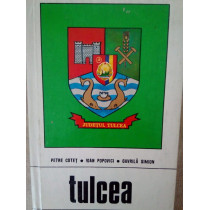 JUDEȚUL TULCEA
PETRE COTEȚ • IOAN POPOVICI • GAVRILĂ SIMION
tulcea